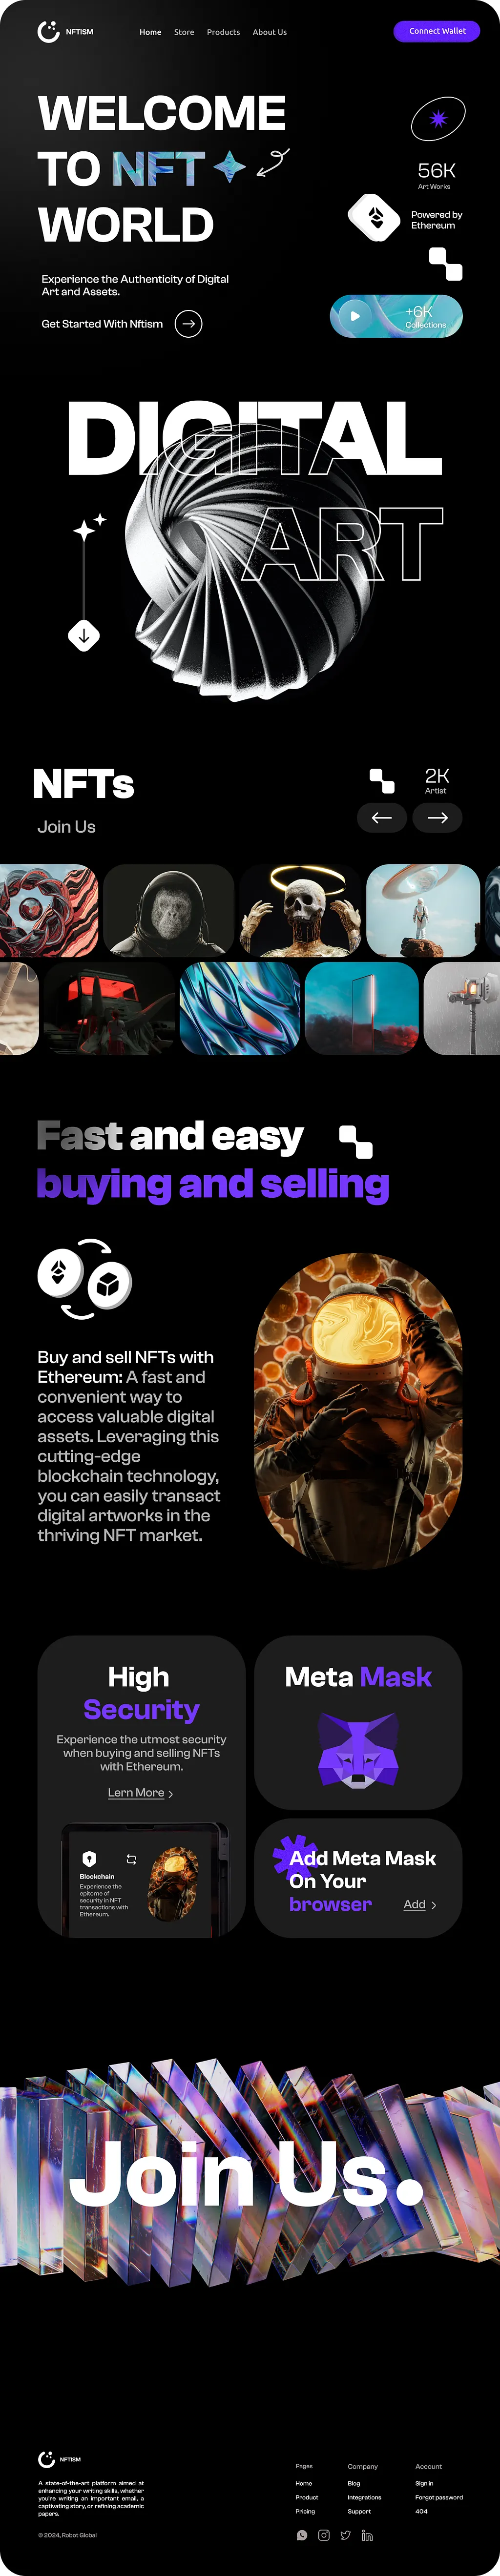 NFTISM
Home Store Products About Us
Connect Wallet
WELCOME
TO NFT
WORLD
56K
Art Works
Powered by
Ethereum
+6K
Collections
Experience the Authenticity of Digital
Art and Assets.
Get Started With Nftism
DIGITAL
ART
NFTs
Join Us
2K
Artist
Fast and easy
buying and selling
Buy and sell NFTs with
Ethereum: A fast and
convenient way to
access valuable digital
assets. Leveraging this
cutting-edge
blockchain technology,
you can easily transact
digital artworks in the
thriving NFT market.
High
Security
Experience the utmost security
when buying and selling NFTs
with Ethereum.
Lern More
Blockchain
Experience the
epitome of
security in NFT
transactions with
Ethereum.
Meta Mask
Add Meta Mask
On Your
browser
Add
Join Us.
NFTISM
A state-of-the-art platform aimed at
enhancing your writing skills, whether
you're writing an important email, a
captivating story, or refining academic
papers.
© 2024, Robot Global
Pages
Home
Product
Pricing
Company
Blog
Integrations
Support
Account
Sign in
Forgot password
404